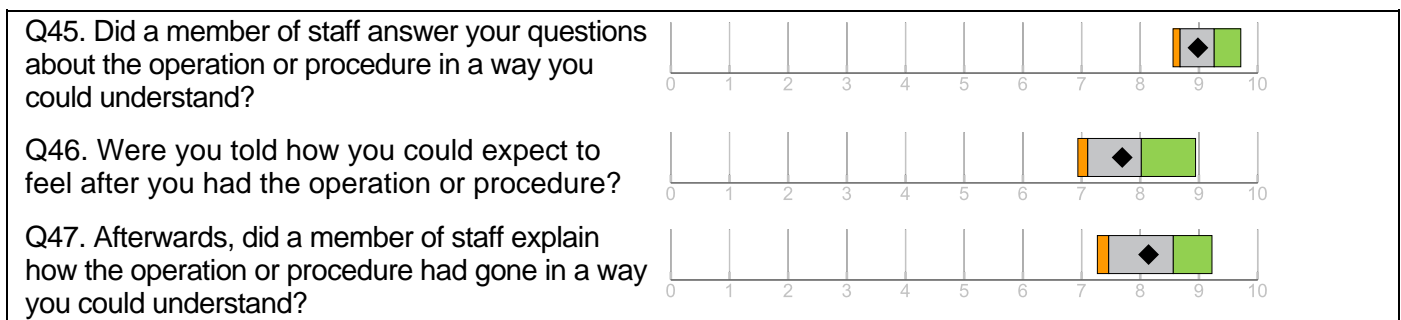 Q45. Did a member of staff answer your questions
about the operation or procedure in a way you
could understand?
0 1 2 3 4 5 6 7 8 9 10
Q46. Were you told how you could expect to
feel after you had the operation or procedure?
0 1 2 3 4 5 6 7 8 9 10
Q47. Afterwards, did a member of staff explain
how the operation or procedure had gone in a way
you could understand?
0 1 2 3 4 5 6 7 8 9 10